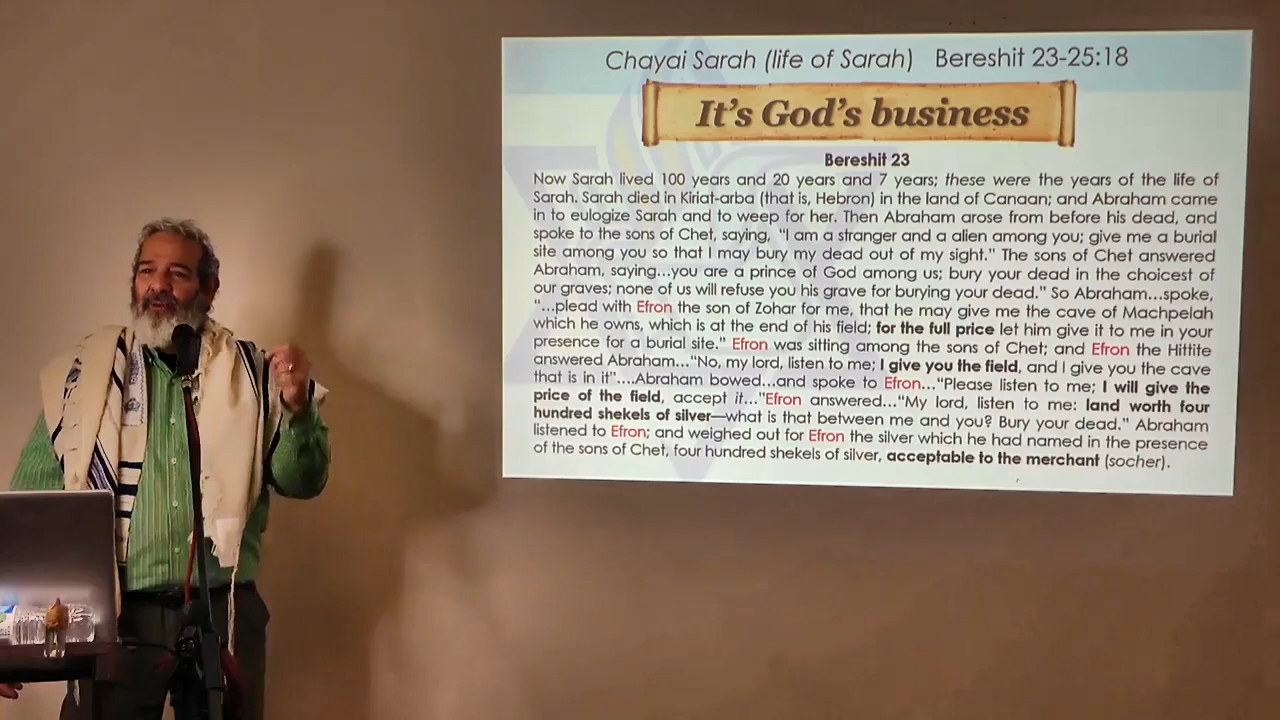 Chayai Sarah (life of Sarah) Bereshit 23-25:18
It's God's business
Bereshit 23
Now Sarah lived 100 years and 20 years and 7 years; these were the years of the life of
Sarah. Sarah died in Kiriat-arba (that is, Hebron) in the land of Canaan; and Abraham came
in to eulogize Sarah and to weep for her. Then Abraham arose from before his dead, and
spoke to the sons of Chet, saying, "I am a stranger and a alien among you; give me a burial
site among you so that I may bury my dead out of my sight." The sons of Chet answered
Abraham, saying...you are a prince of God among us; bury your dead in the choicest of
our graves; none of us will refuse you his grave for burying your dead." So Abraham...spoke,
"...plead with Efron the son of Zohar for me, that he may give me the cave of Machpelah
which he owns, which is at the end of his field; for the full price let him give it to me in your
presence for a burial site." Efron was sitting among the sons of Chet; and Efron the Hittite
answered Abraham..."No, my lord, listen to me; I give you the field, and I give you the cave
that is in it"....Abraham bowed...and spoke to Efron..."Please listen to me; I will give the
price of the field, accept it..."Efron answered..."My lord, listen to me: land worth four
hundred shekels of silver—what is that between me and you? Bury your dead." Abraham
listened to Efron; and weighed out for Efron the silver which he had named in the presence
of the sons of Chet, four hundred shekels of silver, acceptable to the merchant (socher).